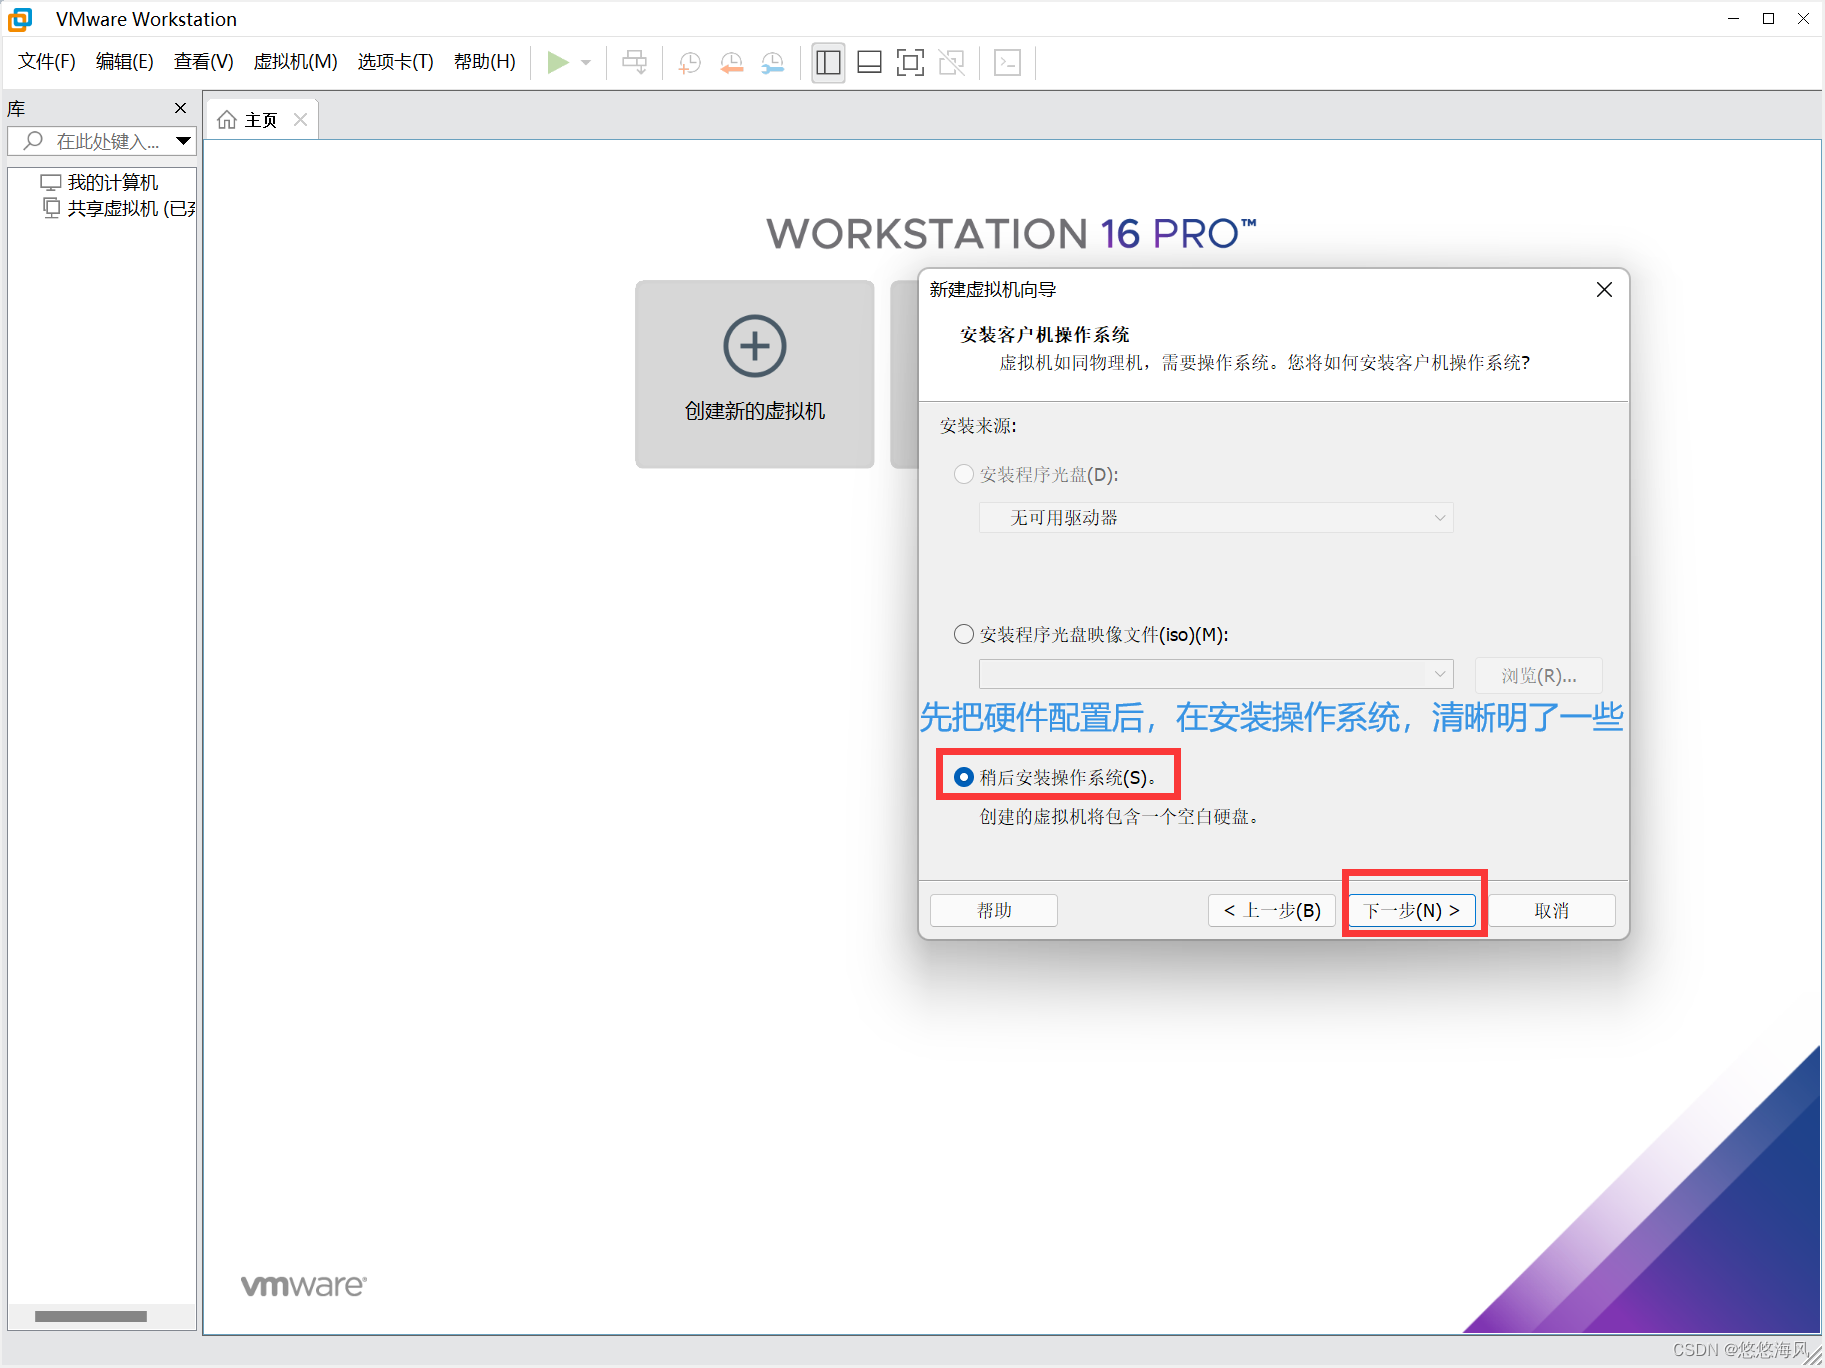 VMware Workstation
文件(F) 编辑(E) 查看(V) 虚拟机(M) 选项卡(T) 帮助(H)
库
主页
在此处键入...
我的计算机
共享虚拟机 (已
WORKSTATION 16 PRO™
创建新的虚拟机
新建虚拟机向导
安装客户机操作系统
虚拟机如同物理机，需要操作系统。您将如何安装客户机操作系统?
安装来源:
安装程序光盘(D):
无可用驱动器
安装程序光盘映像文件(iso)(M):
浏览(R)...
先把硬件配置后，在安装操作系统，清晰明了一些
稍后安装操作系统(S)。
创建的虚拟机将包含一个空白硬盘。
帮助 < 上一步(B) 下一步(N) > 取消
vmware
CSDN @悠悠海风